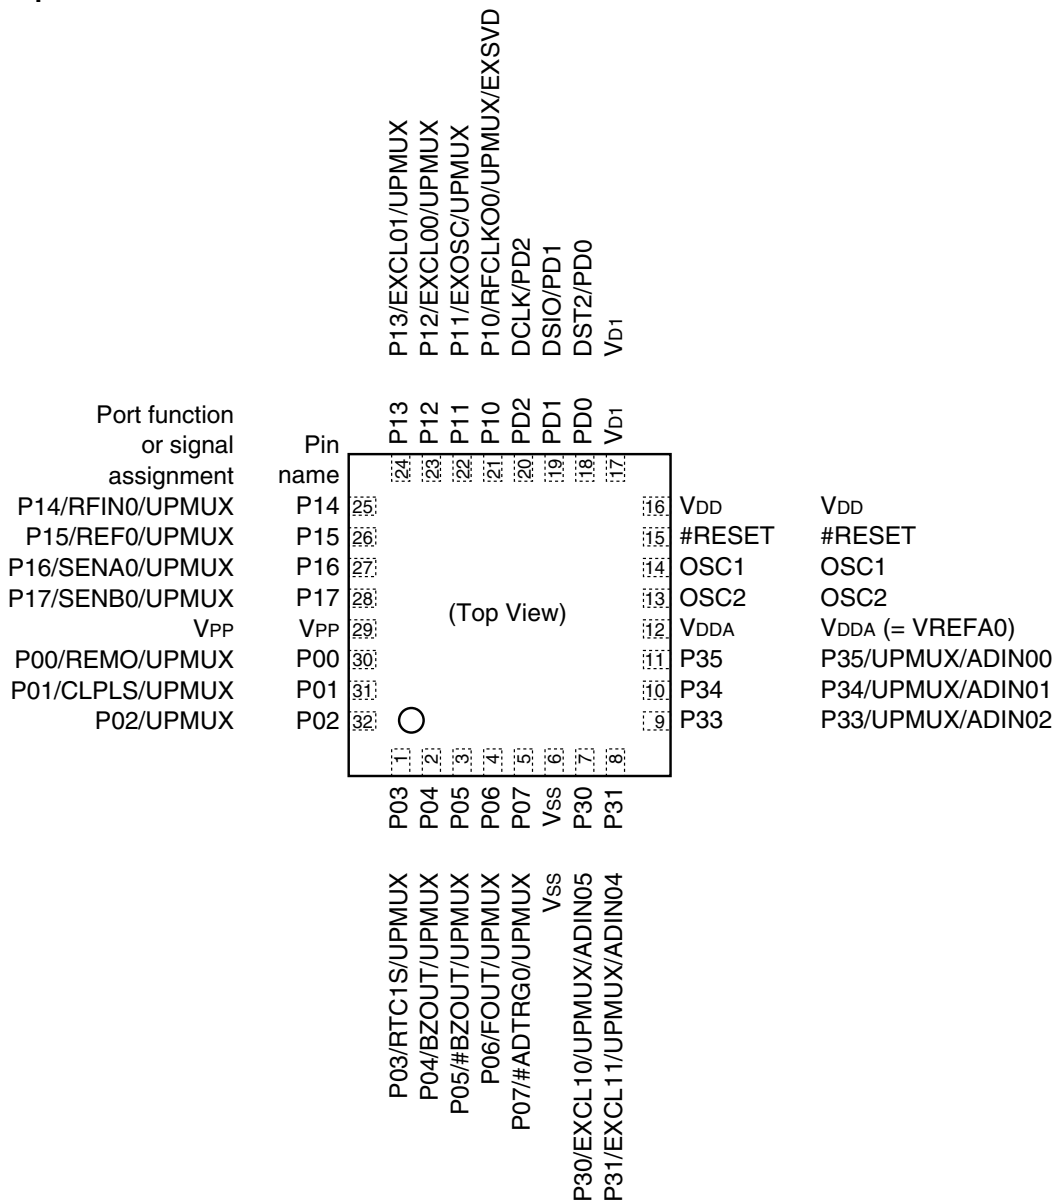 P13/EXCL01/UPMUX
P12/EXCL00/UPMUX
P11/EXOSC/UPMUX
P10/RFCLKO0/UPMUX/EXSVD
DCLK/PD2
DSIO/PD1
DST2/PD0
VD1
P13
P12
P11
P10
PD2
PD1
PD0
VD1
Port function
or signal
assignment
Pin
name
24
23
22
21
20
19
18
17
P14/RFIN0/UPMUX P14 25
P15/REF0/UPMUX P15 26
P16/SENA0/UPMUX P16 27
P17/SENB0/UPMUX P17 28
VPP VPP 29
P00/REMO/UPMUX P00 30
P01/CLPLS/UPMUX P01 31
P02/UPMUX P02 32
(Top View)
16 VDD VDD
15 #RESET #RESET
14 OSC1 OSC1
13 OSC2 OSC2
12 VDDA VDDA (= VREFA0)
11 P35 P35/UPMUX/ADIN00
10 P34 P34/UPMUX/ADIN01
9 P33 P33/UPMUX/ADIN02
1
2
3
4
5
6
7
8
P03
P04
P05
P06
P07
VSS
P30
P31
P03/RTC1S/UPMUX
P04/BZOUT/UPMUX
P05/#BZOUT/UPMUX
P06/FOUT/UPMUX
P07/#ADTRG0/UPMUX
VSS
P30/EXCL10/UPMUX/ADIN05
P31/EXCL11/UPMUX/ADIN04